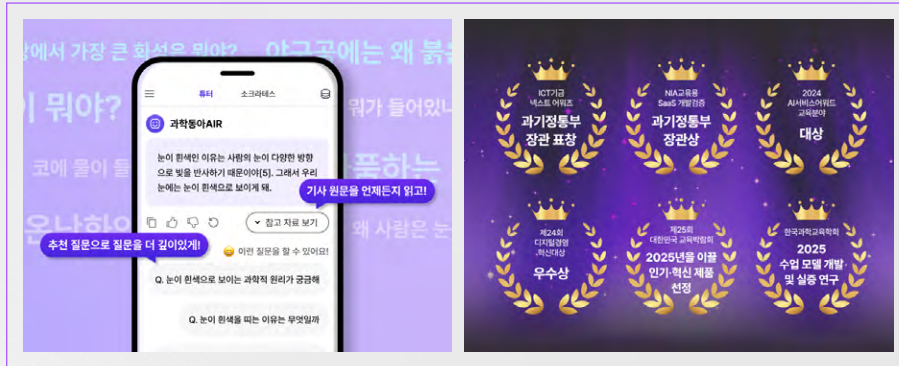 가장 큰 화성은 뭐야?
야구공에는 왜 붉은
뭐야?
뭐가 들어있나
코에 물이 들
품하는
왜 사람은 눈
튜터 소크라테스
과학동아AIR
눈이 흰색인 이유는 사람의 눈이 다양한 방향
으로 빛을 반사하기 때문이야[5]. 그래서 우리
눈에는 눈이 흰색으로 보이게 돼.
기사 원문을 언제든지 읽고!
참고 자료 보기
추천 질문으로 질문을 더 깊이있게!
이런 질문을 할 수 있어요!
Q. 눈이 흰색으로 보이는 과학적 원리가 궁금해
Q. 눈이 흰색을 띠는 이유는 무엇일까
ICT기금
넥스트 어워즈
과기정통부
장관 표창
NIA교육용
SaaS 개발검증
과기정통부
장관상
2024
AI서비스어워드
교육분야
대상
제24회
디지털경영
혁신대상
우수상
제25회
대한민국 교육박람회
2025년을 이끌
인기·혁신 제품
선정
한국과학교육학회
2025
수업 모델 개발
및 실증 연구